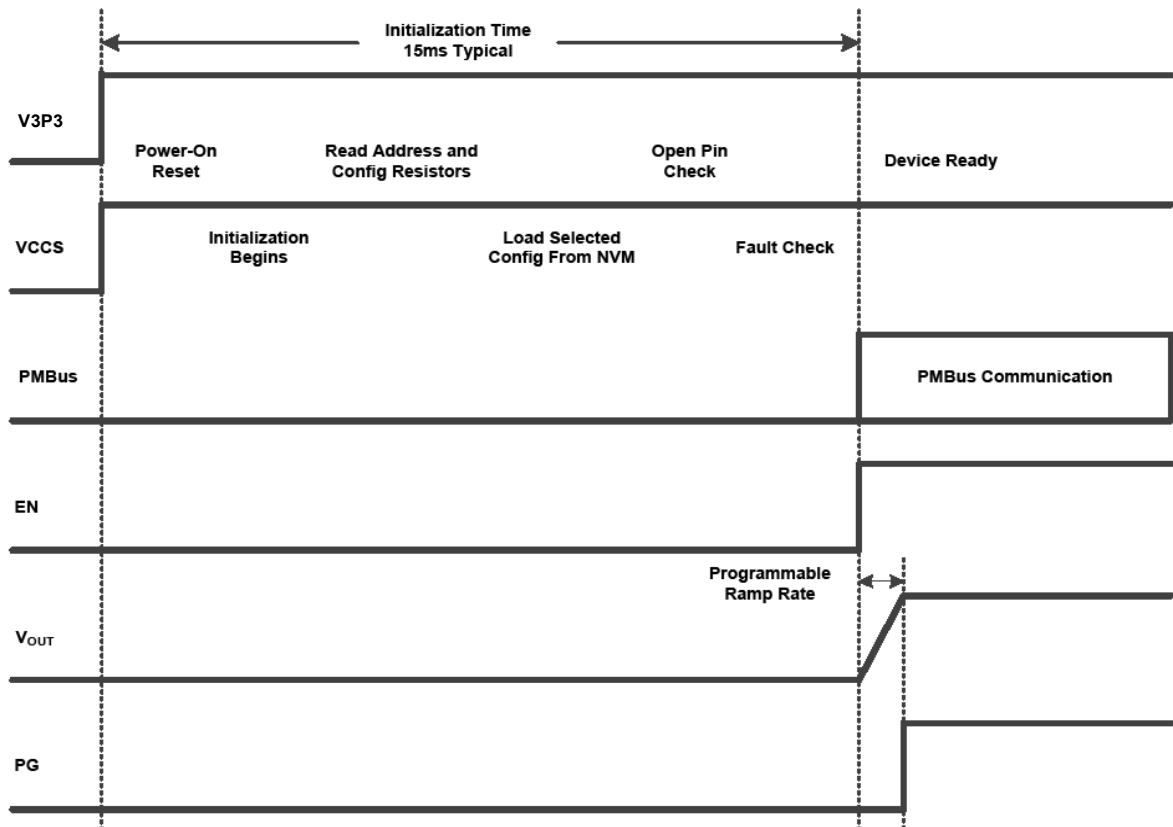 Initialization Time
15ms Typical
V3P3
Power-On
Reset
Read Address and
Config Resistors
Open Pin
Check
Device Ready
VCCS
Initialization
Begins
Load Selected
Config From NVM
Fault Check
PMBus
PMBus Communication
EN
Programmable
Ramp Rate
VOUT
PG